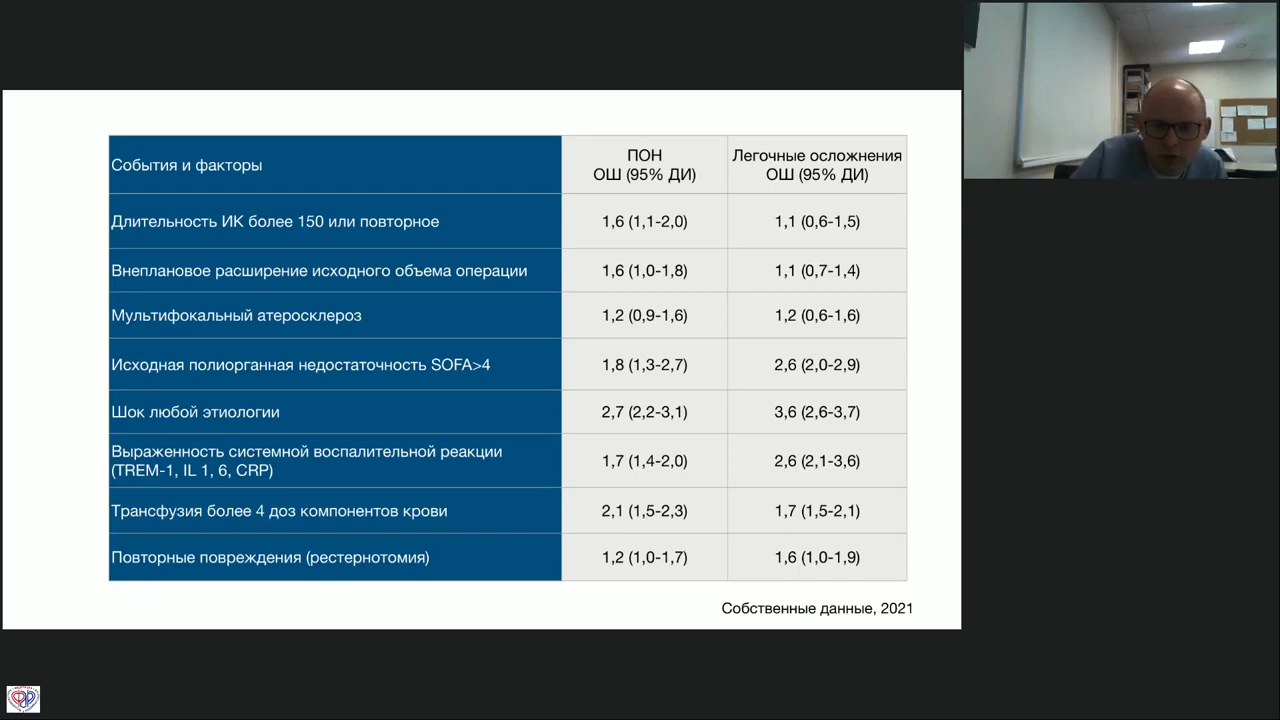 События и факторы
ПОН
ОШ (95% ДИ)
Легочные осложнения
ОШ (95% ДИ)
Длительность ИК более 150 или повторное
1,6 (1,1-2,0)
1,1 (0,6-1,5)
Внеплановое расширение исходного объема операции
1,6 (1,0-1,8)
1,1 (0,7-1,4)
Мультифокальный атеросклероз
1,2 (0,9-1,6)
1,2 (0,6-1,6)
Исходная полиорганная недостаточность SOFA>4
1,8 (1,3-2,7)
2,6 (2,0-2,9)
Шок любой этиологии
2,7 (2,2-3,1)
3,6 (2,6-3,7)
Выраженность системной воспалительной реакции
(TREM-1, IL 1, 6, CRP)
1,7 (1,4-2,0)
2,6 (2,1-3,6)
Трансфузия более 4 доз компонентов крови
2,1 (1,5-2,3)
1,7 (1,5-2,1)
Повторные повреждения (рестернотомия)
1,2 (1,0-1,7)
1,6 (1,0-1,9)
Собственные данные, 2021